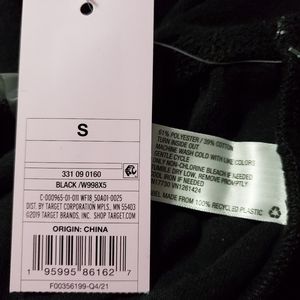 S
331 09 0160
BLACK /W998X5
C-000965-01-011 WF18 50A01-0025
DIST. BY TARGET CORPORATION MPLS, MN 55403
©2019 TARGET BRANDS, INC. SHOP TARGET.COM
ORIGIN: CHINA
1 95995 86162 7
F00356199-Q4/21
61% POLYESTER / 39% COTTON
TURN INSIDE OUT
MACHINE WASH COLD WITH LIKE COLORS
GENTLE CYCLE
ONLY NON-CHLORINE BLEACH IF NEEDED
TUMBLE DRY LOW, REMOVE PROMPTLY
COOL IRON IF NEEDED
RN17730 VN1261424
LABEL MADE FROM 100% RECYCLED PLASTIC